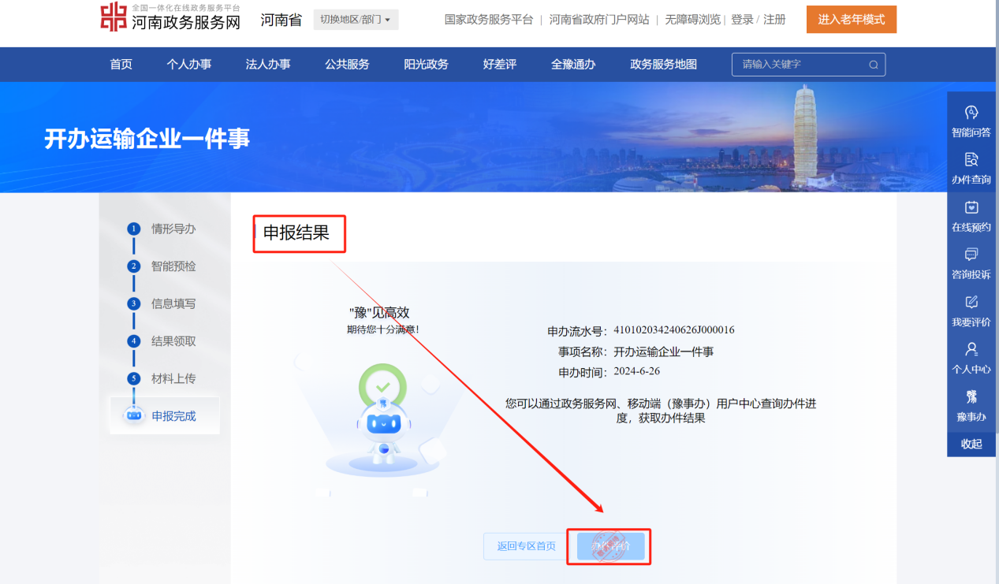 全国一体化在线政务服务平台
河南政务服务网
河南省
切换地区/部门
国家政务服务平台 | 河南省政府门户网站 | 无障碍浏览 | 登录 / 注册
进入老年模式
首页 个人办事 法人办事 公共服务 阳光政务 好差评 全豫通办 政务服务地图
请输入关键字
开办运输企业一件事
智能问答
办件查询
在线预约
咨询投诉
我要评价
个人中心
豫事办
收起
1 情形导办
2 智能预检
3 信息填写
4 结果领取
5 材料上传
申报完成
申报结果
"豫"见高效
期待您十分满意!
申办流水号: 410102034240626J000016
事项名称: 开办运输企业一件事
申办时间: 2024-6-26
您可以通过政务服务网、移动端（豫事办）用户中心查询办件进
度，获取办件结果
返回专区首页
办件评价